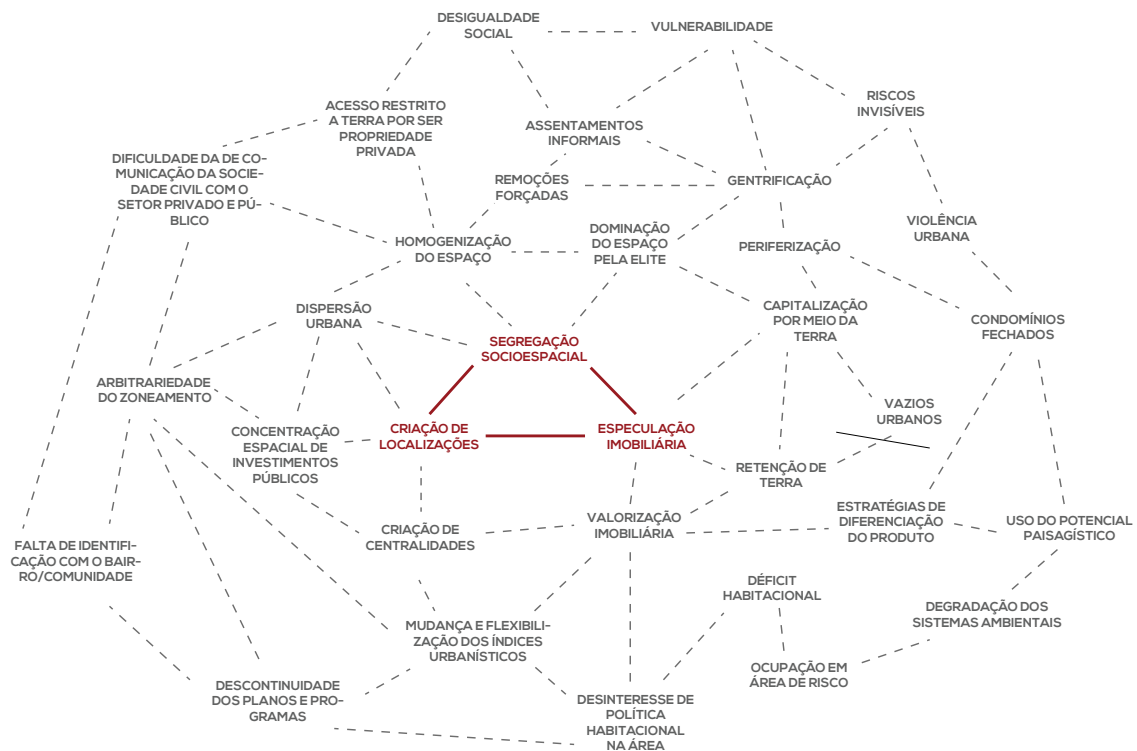 DESIGUALDADE
SOCIAL
VULNERABILIDADE
RISCOS
INVISÍVEIS
ACESSO RESTRITO
A TERRA POR SER
PROPRIEDADE
PRIVADA
ASSENTAMENTOS
INFORMAIS
DIFICULDADE DA DE CO-
MUNICAÇÃO DA SOCIE-
DADE CIVIL COM O
SETOR PRIVADO E PÚ-
BLICO
REMOÇÕES
FORÇADAS
GENTRIFICAÇÃO
VIOLÊNCIA
URBANA
HOMOGENIZAÇÃO
DO ESPAÇO
DOMINAÇÃO
DO ESPAÇO
PELA ELITE
PERIFERIZAÇÃO
DISPERSÃO
URBANA
CAPITALIZAÇÃO
POR MEIO DA
TERRA
CONDOMÍNIOS
FECHADOS
SEGREGAÇÃO
SOCIOESPACIAL
ARBITRARIEDADE
DO ZONEAMENTO
VAZIOS
URBANOS
CONCENTRAÇÃO
ESPACIAL DE
INVESTIMENTOS
PÚBLICOS
CRIAÇÃO DE
LOCALIZAÇÕES
ESPECULAÇÃO
IMOBILIÁRIA
RETENÇÃO DE
TERRA
CRIAÇÃO DE
CENTRALIDADES
VALORIZAÇÃO
IMOBILIÁRIA
ESTRATÉGIAS DE
DIFERENCIAÇÃO
DO PRODUTO
USO DO POTENCIAL
PAISAGÍSTICO
FALTA DE IDENTIFI-
CAÇÃO COM O BAIR-
RO/COMUNIDADE
DÉFICIT
HABITACIONAL
DEGRADAÇÃO DOS
SISTEMAS AMBIENTAIS
MUDANÇA E FLEXIBILI-
ZAÇÃO DOS ÍNDICES
URBANÍSTICOS
OCUPAÇÃO EM
ÁREA DE RISCO
DESCONTINUIDADE
DOS PLANOS E PRO-
GRAMAS
DESINTERESSE DE
POLÍTICA
HABITACIONAL
NA ÁREA